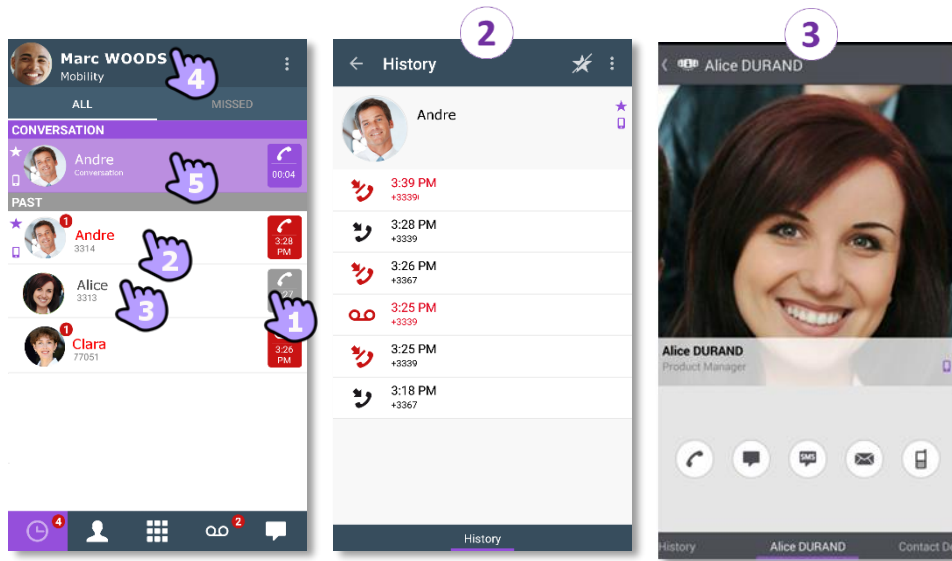 2
3
Marc WOODS
Mobility
4
ALL
MISSED
CONVERSATION
Andre
Conversation
5
00:04
PAST
1
Andre
3314
2
3:28
PM
Alice
3313
3
1
1
Clara
77051
3:26
PM
4
2
History
Andre
3:39 PM
+3339
3:28 PM
+3339
3:26 PM
+3367
3:25 PM
+3339
3:25 PM
+3339
3:18 PM
+3367
History
Alice DURAND
Alice DURAND
Product Manager
SMS
History
Alice DURAND
Contact